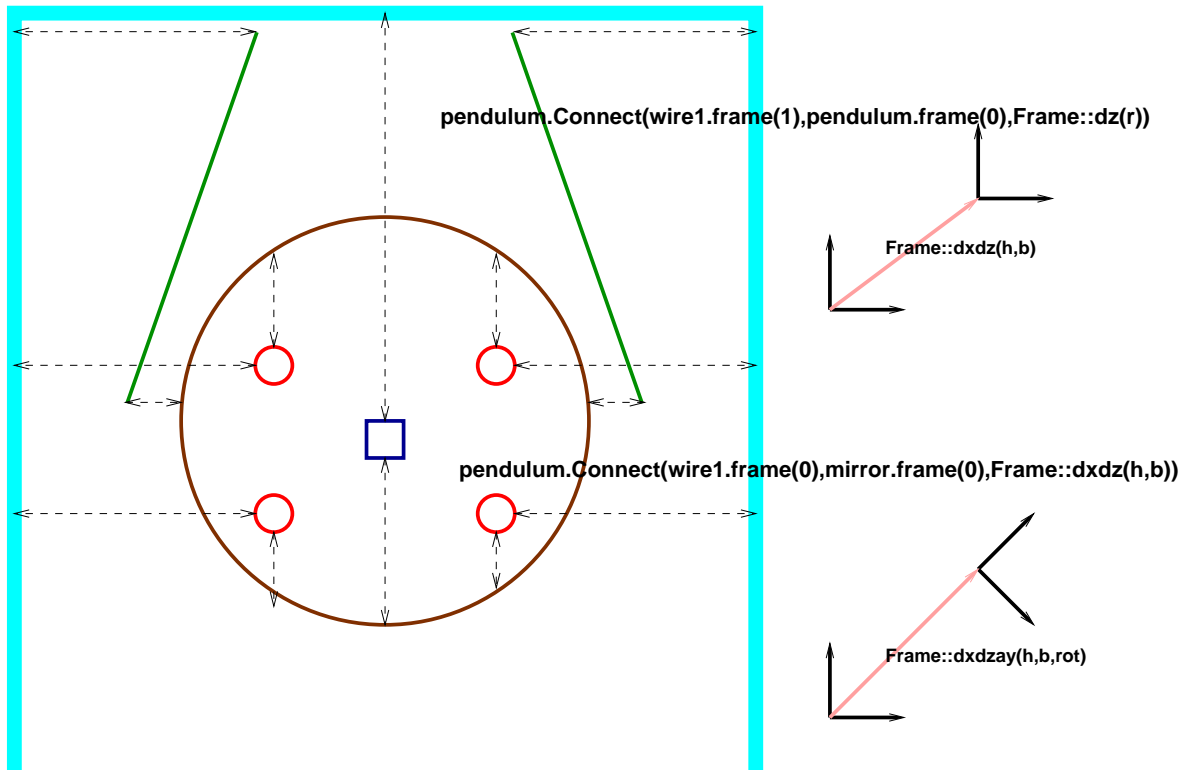 pendulum.Connect(wire1.frame(1),pendulum.frame(0),Frame::dz(r))
Frame::dxdz(h,b)
pendulum.Connect(wire1.frame(0),mirror.frame(0),Frame::dxdz(h,b))
Frame::dxdzay(h,b,rot)